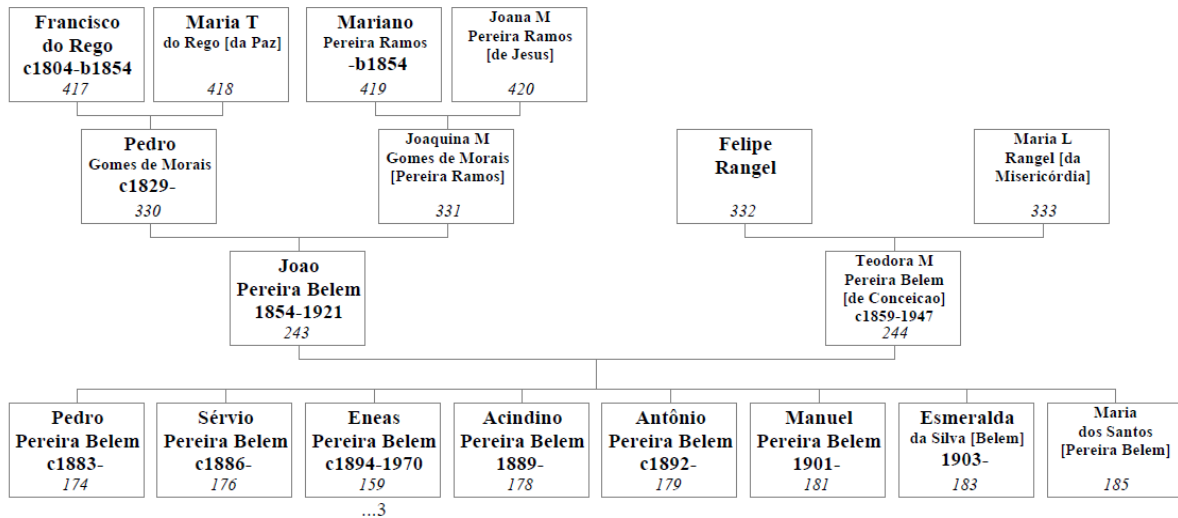 Francisco
do Rego
c1804-b1854
417
Maria T
do Rego [da Paz]
418
Mariano
Pereira Ramos
-b1854
419
Joana M
Pereira Ramos
[de Jesus]
420
Pedro
Gomes de Morais
c1829-
330
Joaquina M
Gomes de Morais
[Pereira Ramos]
331
Felipe
Rangel
332
Maria L
Rangel [da
Misericórdia]
333
Joao
Pereira Belem
1854-1921
243
Teodora M
Pereira Belem
[de Conceicao]
c1859-1947
244
Pedro
Pereira Belem
c1883-
174
Sérvio
Pereira Belem
c1886-
176
Eneas
Pereira Belem
c1894-1970
159
...3
Acindino
Pereira Belem
1889-
178
Antônio
Pereira Belem
c1892-
179
Manuel
Pereira Belem
1901-
181
Esmeralda
da Silva [Belem]
1903-
183
Maria
dos Santos
[Pereira Belem]
185